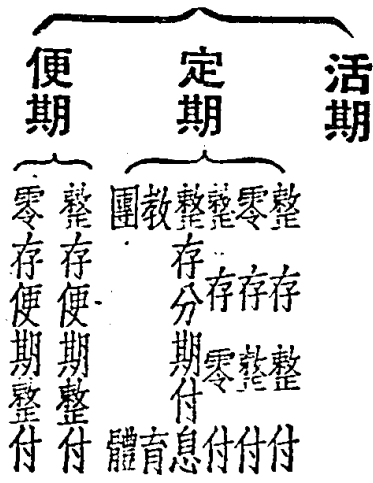 活期
定期
整存整付
零存整付
整存零付
整存分期付息
教育
團體
便期
整存便期整付
零存便期整付